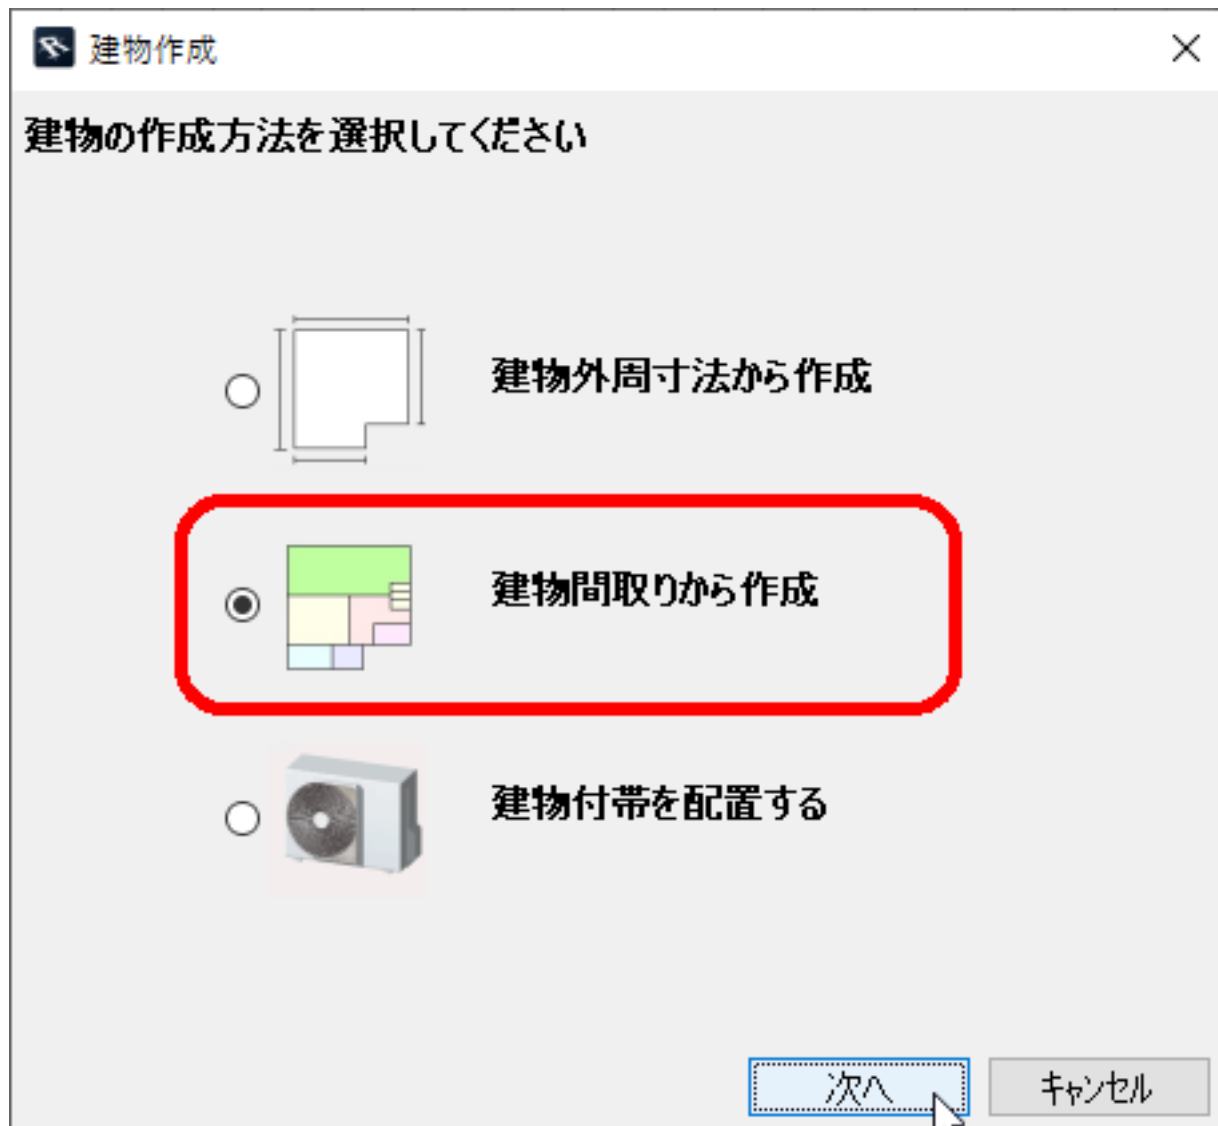 建物作成
建物の作成方法を選択してください
建物外周寸法から作成
建物間取りから作成
建物付帯を配置する
次へ
キャンセル